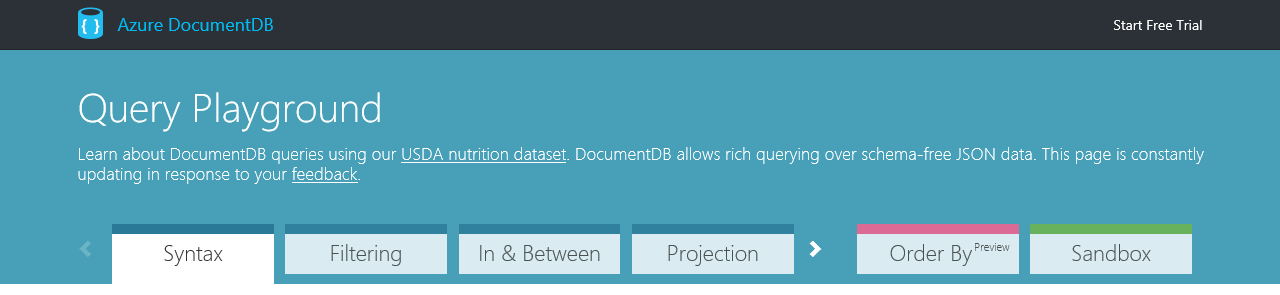 { } Azure DocumentDB Start Free Trial
Query Playground
Learn about DocumentDB queries using our USDA nutrition dataset. DocumentDB allows rich querying over schema-free JSON data. This page is constantly
updating in response to your feedback.
Syntax Filtering In & Between Projection Order By Preview Sandbox